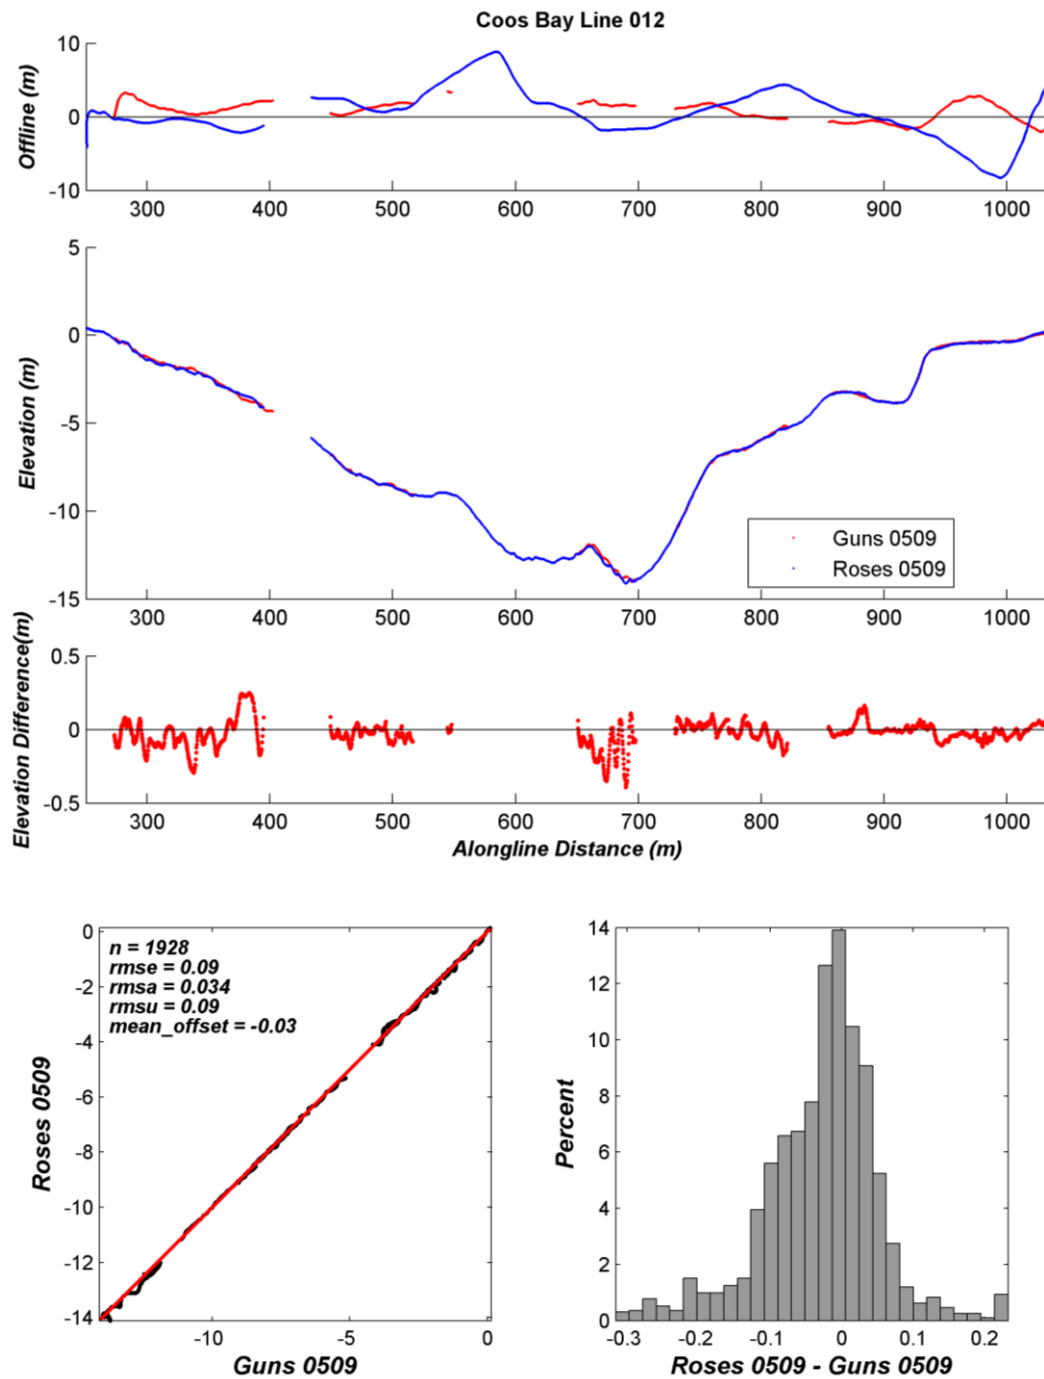 Coos Bay Line 012
Offline (m)
10
0
-10
300 400 500 600 700 800 900 1000
Elevation (m)
5
0
-5
-10
-15
Guns 0509
Roses 0509
300 400 500 600 700 800 900 1000
Elevation Difference(m)
0.5
0
-0.5
300 400 500 600 700 800 900 1000
Alongline Distance (m)
n = 1928
rmse = 0.09
rmsa = 0.034
rmsu = 0.09
mean_offset = -0.03
Roses 0509
0
-2
-4
-6
-8
-10
-12
-14
-10 -5 0
Guns 0509
Percent
14
12
10
8
6
4
2
0
-0.3 -0.2 -0.1 0 0.1 0.2
Roses 0509 - Guns 0509